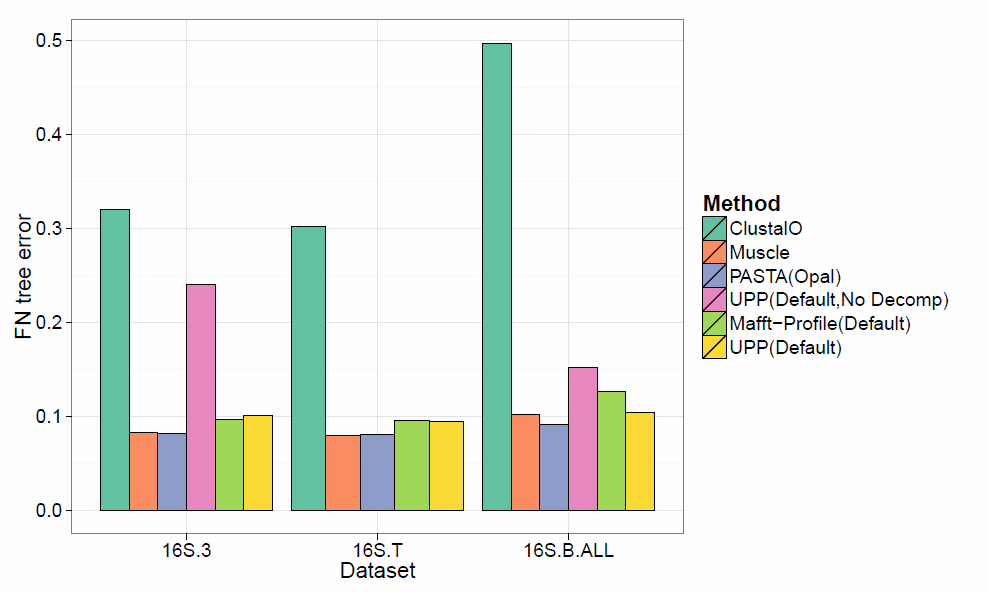 0.5
0.4
0.3
0.2
0.1
0.0
FN tree error
16S.3
16S.T
16S.B.ALL
Dataset
Method
ClustalO
Muscle
PASTA(Opal)
UPP(Default,No Decomp)
Mafft−Profile(Default)
UPP(Default)